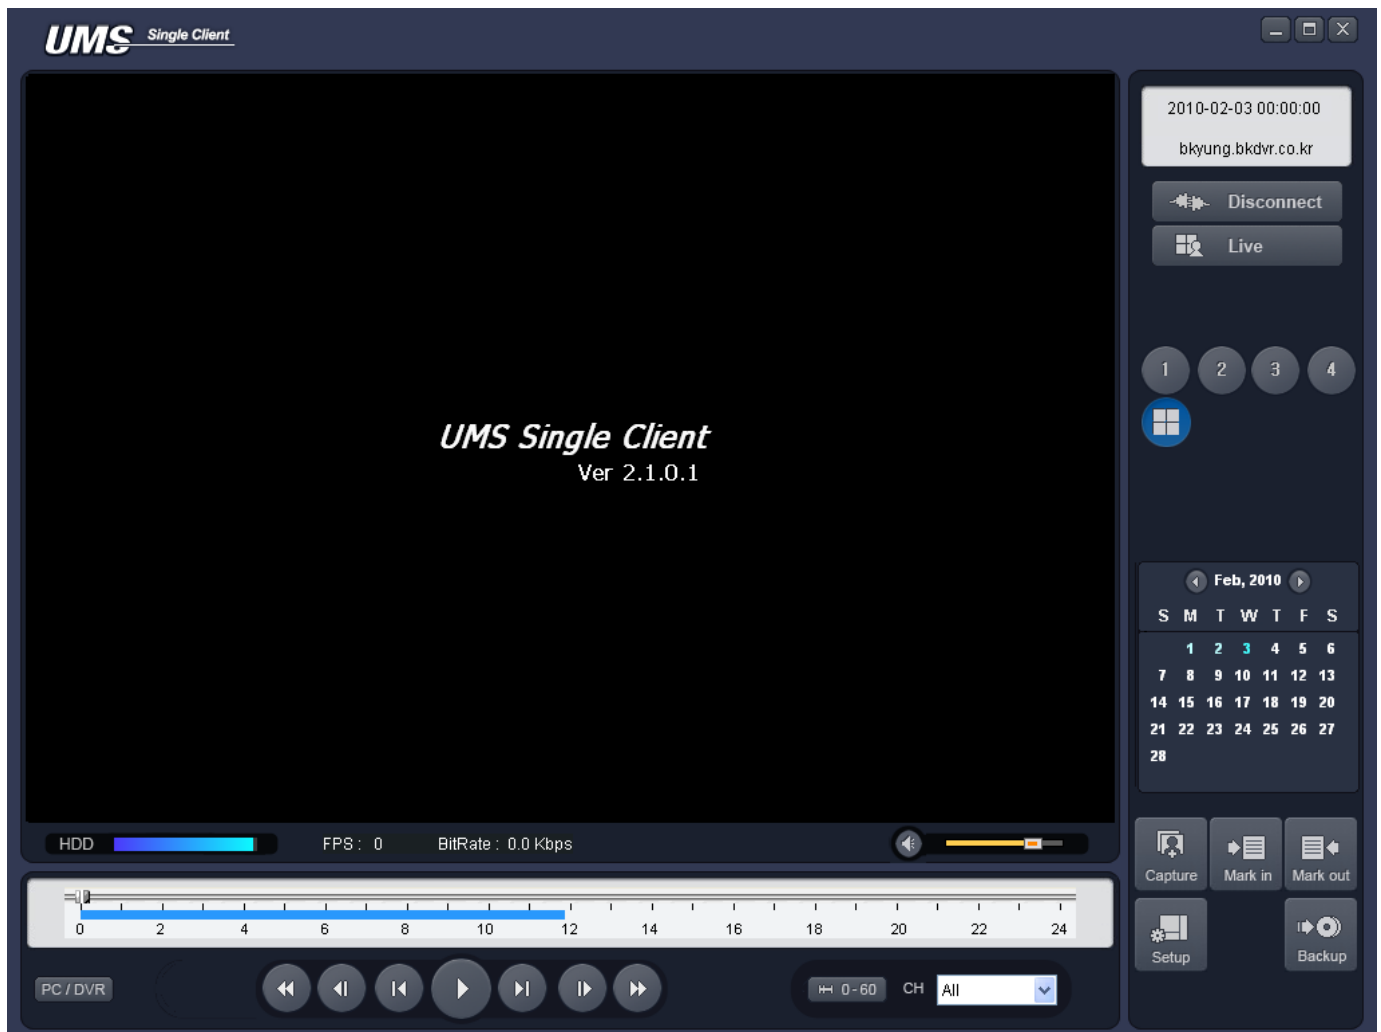 UMS Single Client
2010-02-03 00:00:00
bkyung.bkdvr.co.kr
Disconnect
Live
1 2 3 4
UMS Single Client
Ver 2.1.0.1
Feb, 2010
S M T W T F S
1 2 3 4 5 6
7 8 9 10 11 12 13
14 15 16 17 18 19 20
21 22 23 24 25 26 27
28
HDD FPS : 0 BitRate : 0.0 Kbps
Capture Mark in Mark out
0 2 4 6 8 10 12 14 16 18 20 22 24
Setup Backup
PC / DVR 0 - 60 CH All